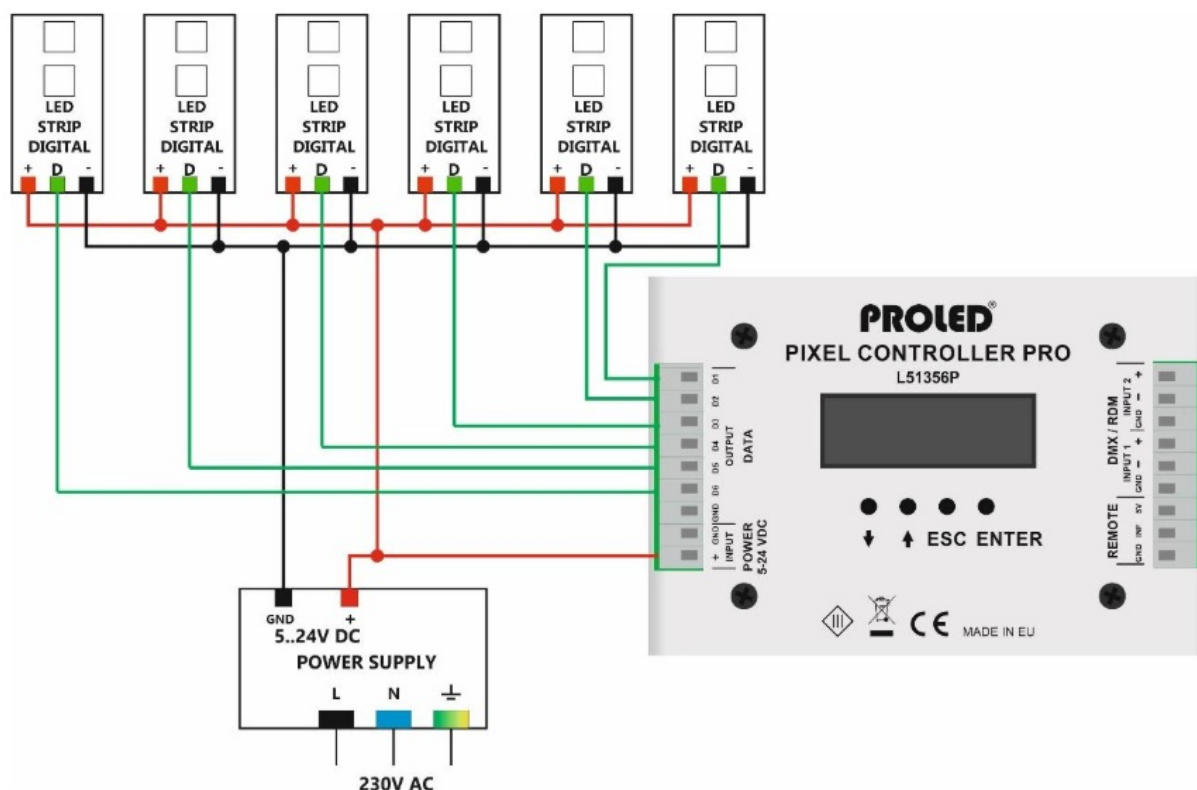 LED
STRIP
DIGITAL
+ D -
LED
STRIP
DIGITAL
+ D -
LED
STRIP
DIGITAL
+ D -
LED
STRIP
DIGITAL
+ D -
LED
STRIP
DIGITAL
+ D -
LED
STRIP
DIGITAL
+ D -
PROLED®
PIXEL CONTROLLER PRO
L51356P
D1
D2
D3
D4
D5
D6
GND
GND
+
OUTPUT
DATA
INPUT
POWER
5-24 VDC
ESC ENTER
DMX / RDM
INPUT 2
+
−
GND
INPUT 1
+
−
GND
REMOTE
5V
INF
GND
III
CE
MADE IN EU
GND +
5..24V DC
POWER SUPPLY
L N
230V AC